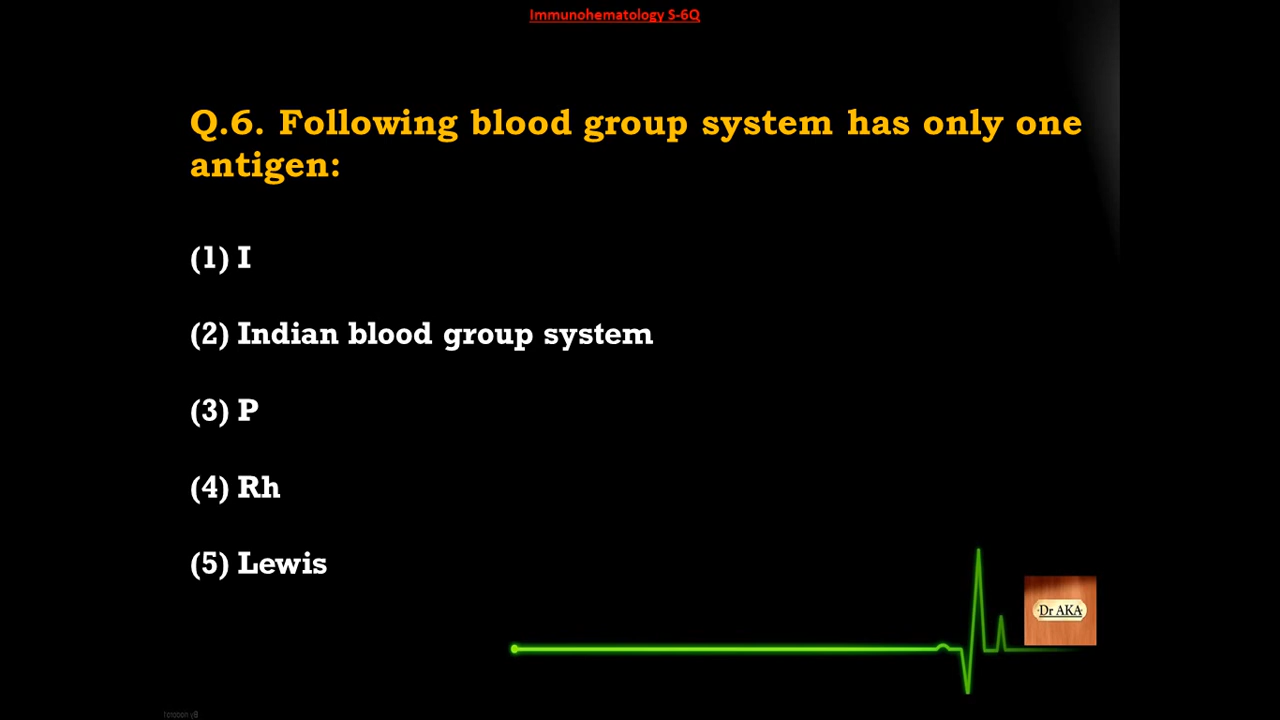 Immunohematology S-6Q
Q.6. Following blood group system has only one
antigen:
(1) I
(2) Indian blood group system
(3) P
(4) Rh
(5) Lewis
Dr AKA